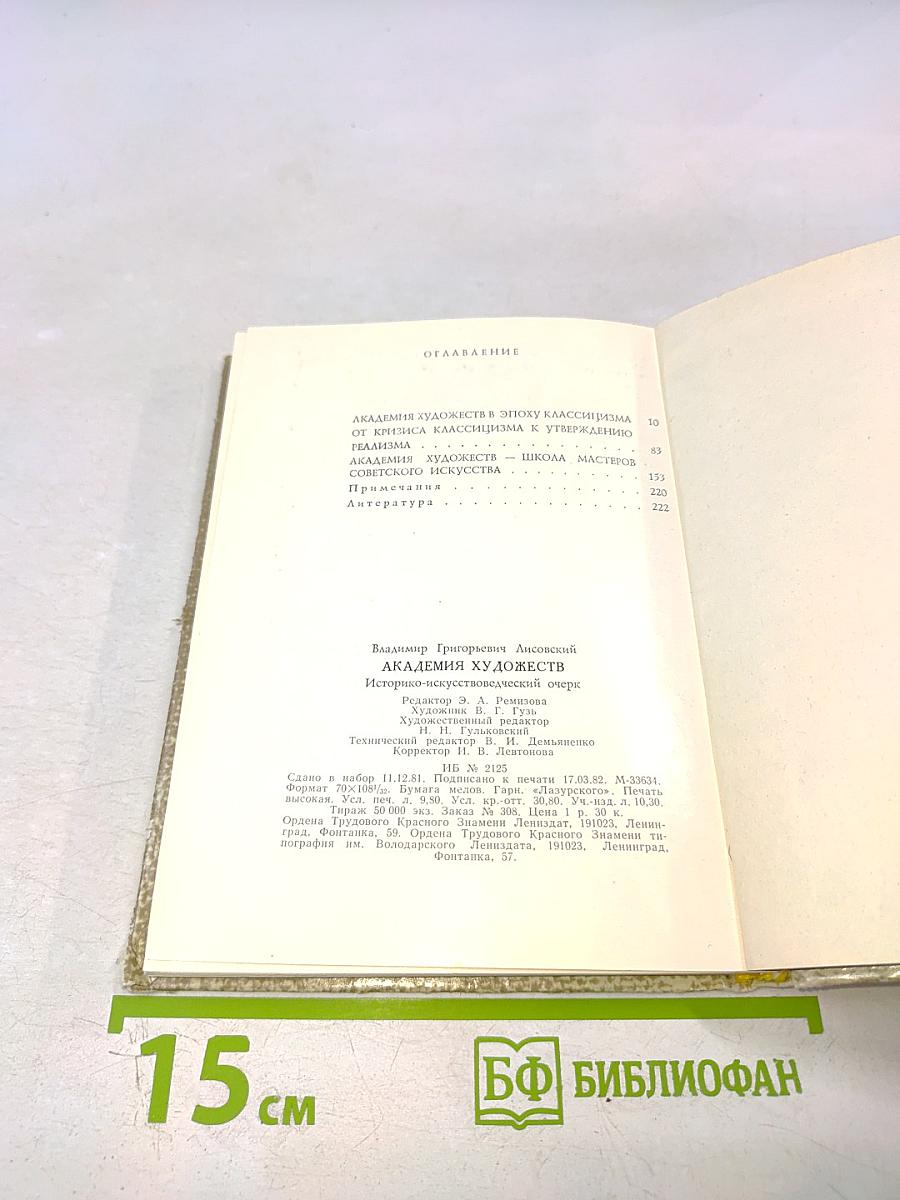 ОГЛАВЛЕНИЕ
АКАДЕМИЯ ХУДОЖЕСТВ В ЭПОХУ КЛАССИЦИЗМА 10
ОТ КРИЗИСА КЛАССИЦИЗМА К УТВЕРЖДЕНИЮ
РЕАЛИЗМА . . . . . . . . . . . . . . 83
АКАДЕМИЯ ХУДОЖЕСТВ — ШКОЛА МАСТЕРОВ
СОВЕТСКОГО ИСКУССТВА . . . . . . . . . . 153
Примечания . . . . . . . . . . . . . 220
Литература . . . . . . . . . . . . . 222
Владимир Григорьевич Лисовский
АКАДЕМИЯ ХУДОЖЕСТВ
Историко-искусствоведческий очерк
Редактор Э. А. Ремизова
Художник В. Г. Гузь
Художественный редактор
Н. Н. Гульковский
Технический редактор В. И. Демьяненко
Корректор И. В. Левтонова
ИБ № 2125
Сдано в набор 11.12.81. Подписано к печати 17.03.82. М-33634.
Формат 70×108¹/₃₂. Бумага мелов. Гарн. «Лазурского». Печать
высокая. Усл. печ. л. 9,80. Усл. кр.-отт. 30,80. Уч.-изд. л. 10,30.
Тираж 50 000 экз. Заказ № 308. Цена 1 р. 30 к.
Ордена Трудового Красного Знамени Лениздат, 191023, Ленин-
град, Фонтанка, 59. Ордена Трудового Красного Знамени ти-
пография им. Володарского Лениздата, 191023, Ленинград,
Фонтанка, 57.
15 см
БФ БИБЛИОФАН